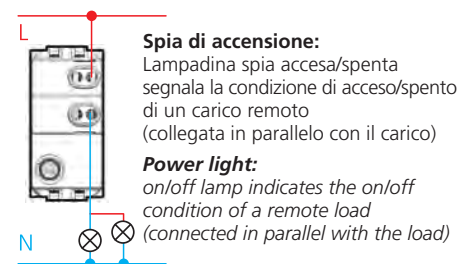 L
Spia di accensione:
Lampadina spia accesa/spenta
segnala la condizione di acceso/spento
di un carico remoto
(collegata in parallelo con il carico)
Power light:
on/off lamp indicates the on/off
condition of a remote load
(connected in parallel with the load)
N